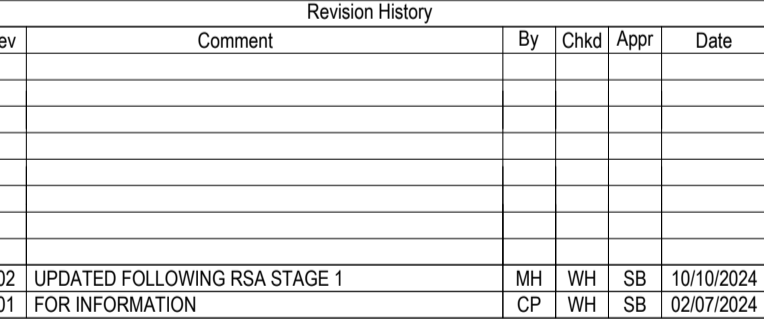 Revision History
ev Comment By Chkd Appr Date
02 UPDATED FOLLOWING RSA STAGE 1 MH WH SB 10/10/2024
01 FOR INFORMATION CP WH SB 02/07/2024